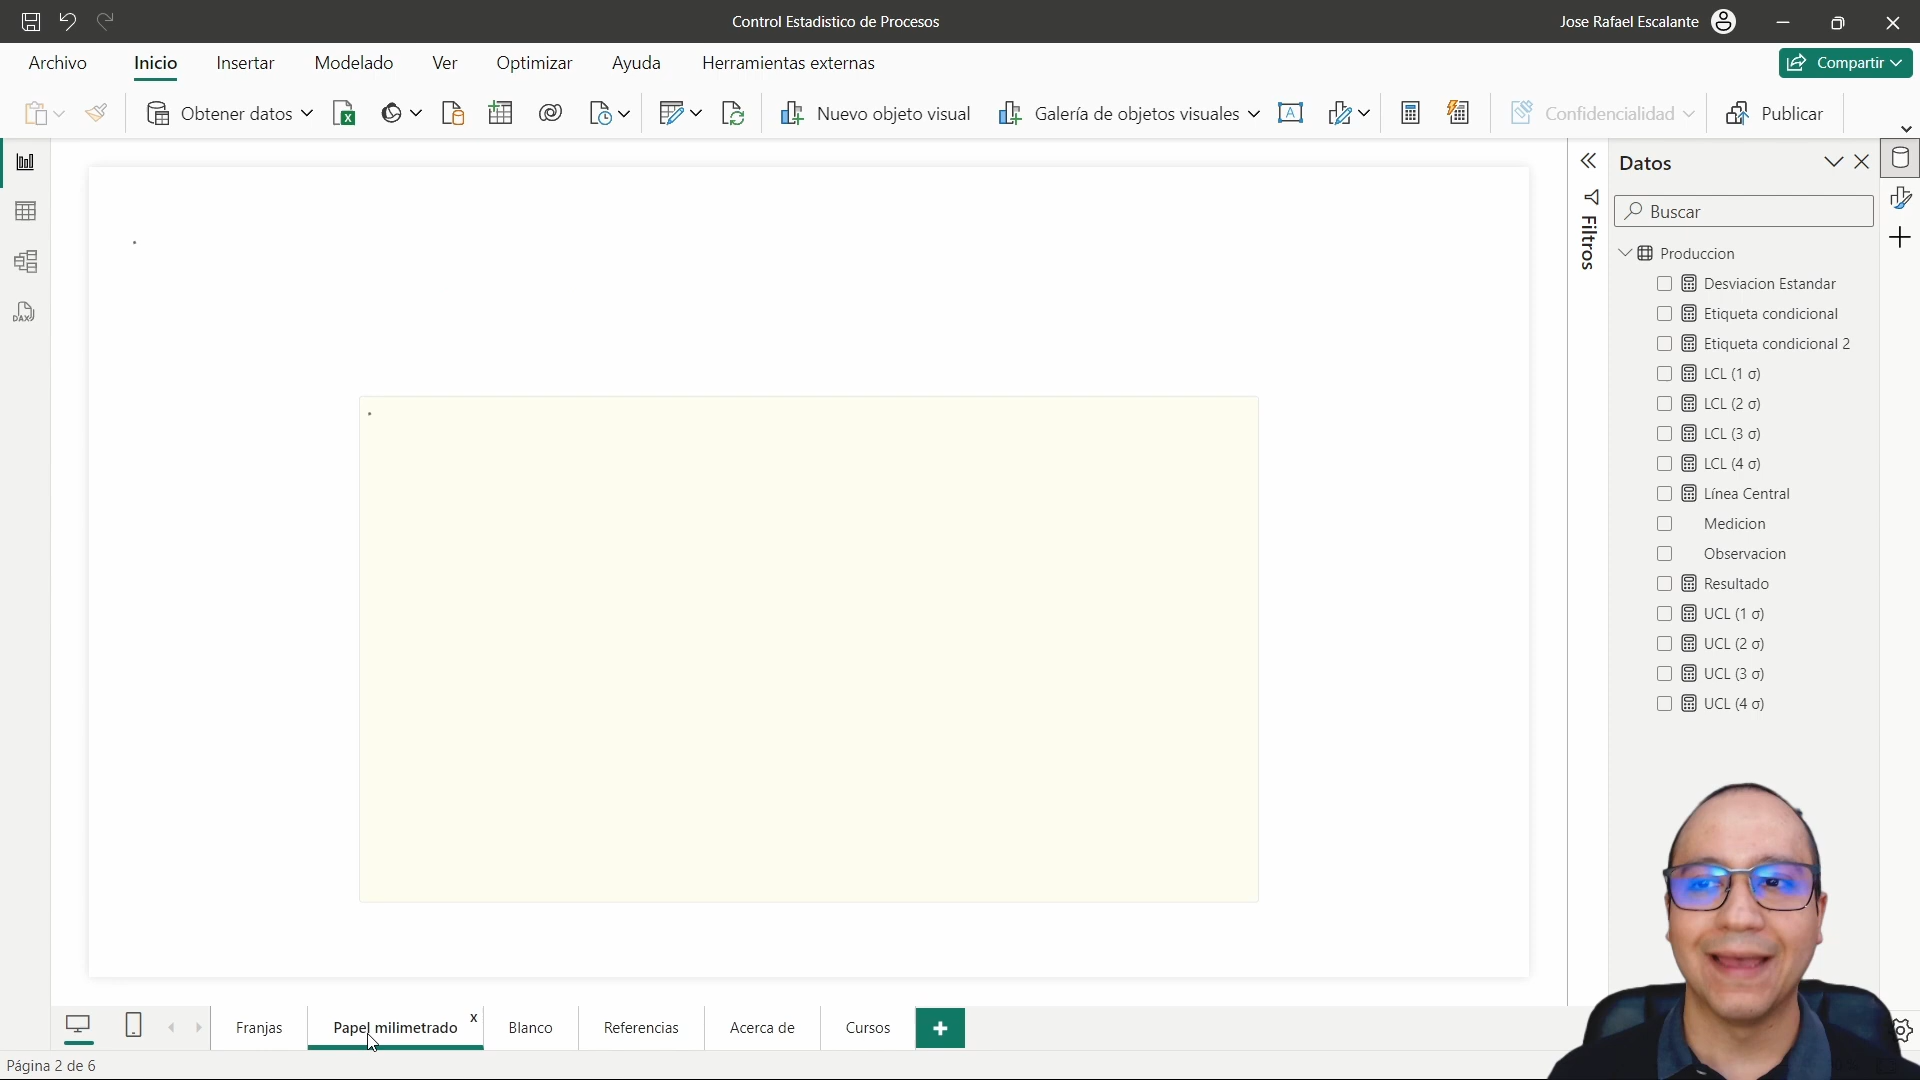 Control Estadistico de Procesos
Jose Rafael Escalante
Archivo
Inicio
Insertar
Modelado
Ver
Optimizar
Ayuda
Herramientas externas
Compartir
Obtener datos
Nuevo objeto visual
Galería de objetos visuales
Confidencialidad
Publicar
DAX
Filtros
Datos
Buscar
Produccion
Desviacion Estandar
Etiqueta condicional
Etiqueta condicional 2
LCL (1 σ)
LCL (2 σ)
LCL (3 σ)
LCL (4 σ)
Línea Central
Medicion
Observacion
Resultado
UCL (1 σ)
UCL (2 σ)
UCL (3 σ)
UCL (4 σ)
Franjas
Papel milimetrado
x
Blanco
Referencias
Acerca de
Cursos
Página 2 de 6